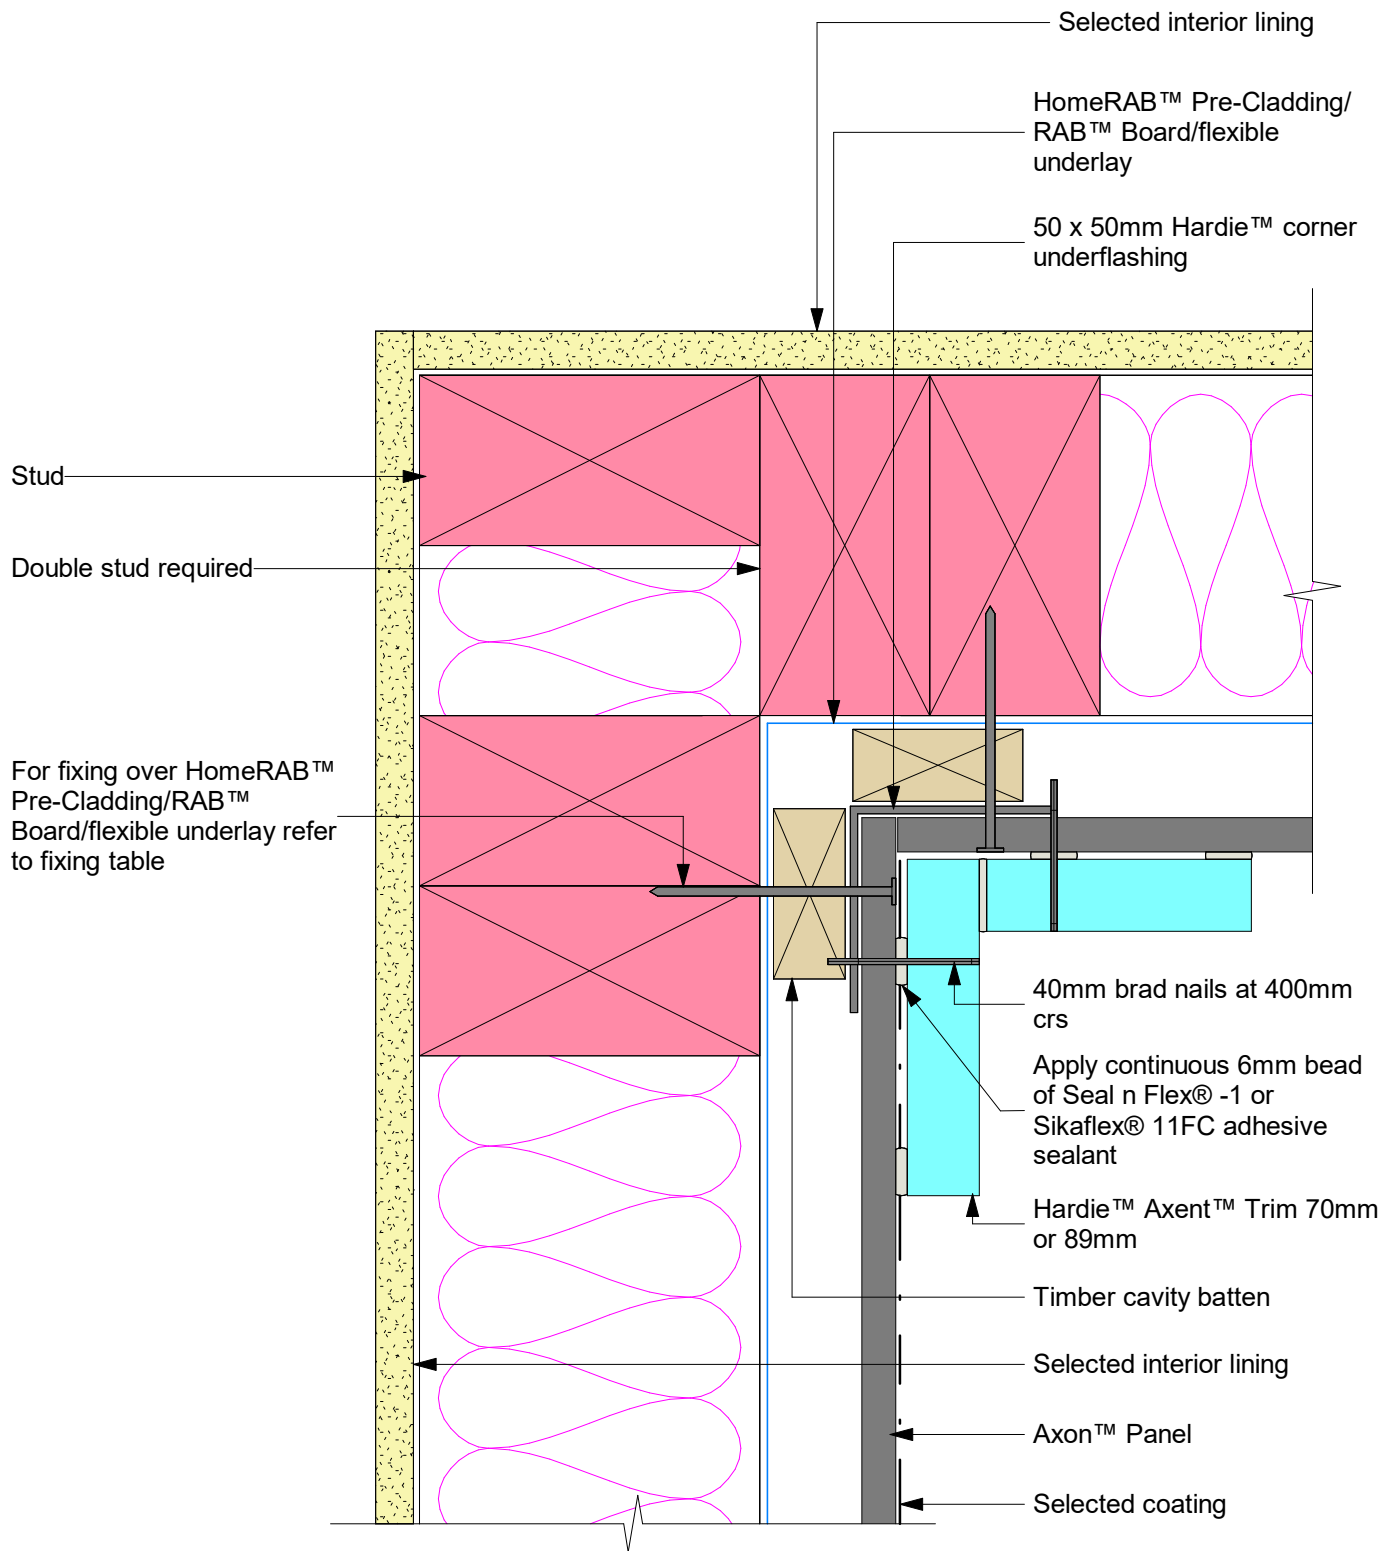 Selected interior lining
HomeRAB™ Pre-Cladding/
RAB™ Board/flexible
underlay
50 x 50mm Hardie™ corner
underflashing
Stud
Double stud required
For fixing over HomeRAB™
Pre-Cladding/RAB™
Board/flexible underlay refer
to fixing table
40mm brad nails at 400mm
crs
Apply continuous 6mm bead
of Seal n Flex® -1 or
Sikaflex® 11FC adhesive
sealant
Hardie™ Axent™ Trim 70mm
or 89mm
Timber cavity batten
Selected interior lining
Axon™ Panel
Selected coating